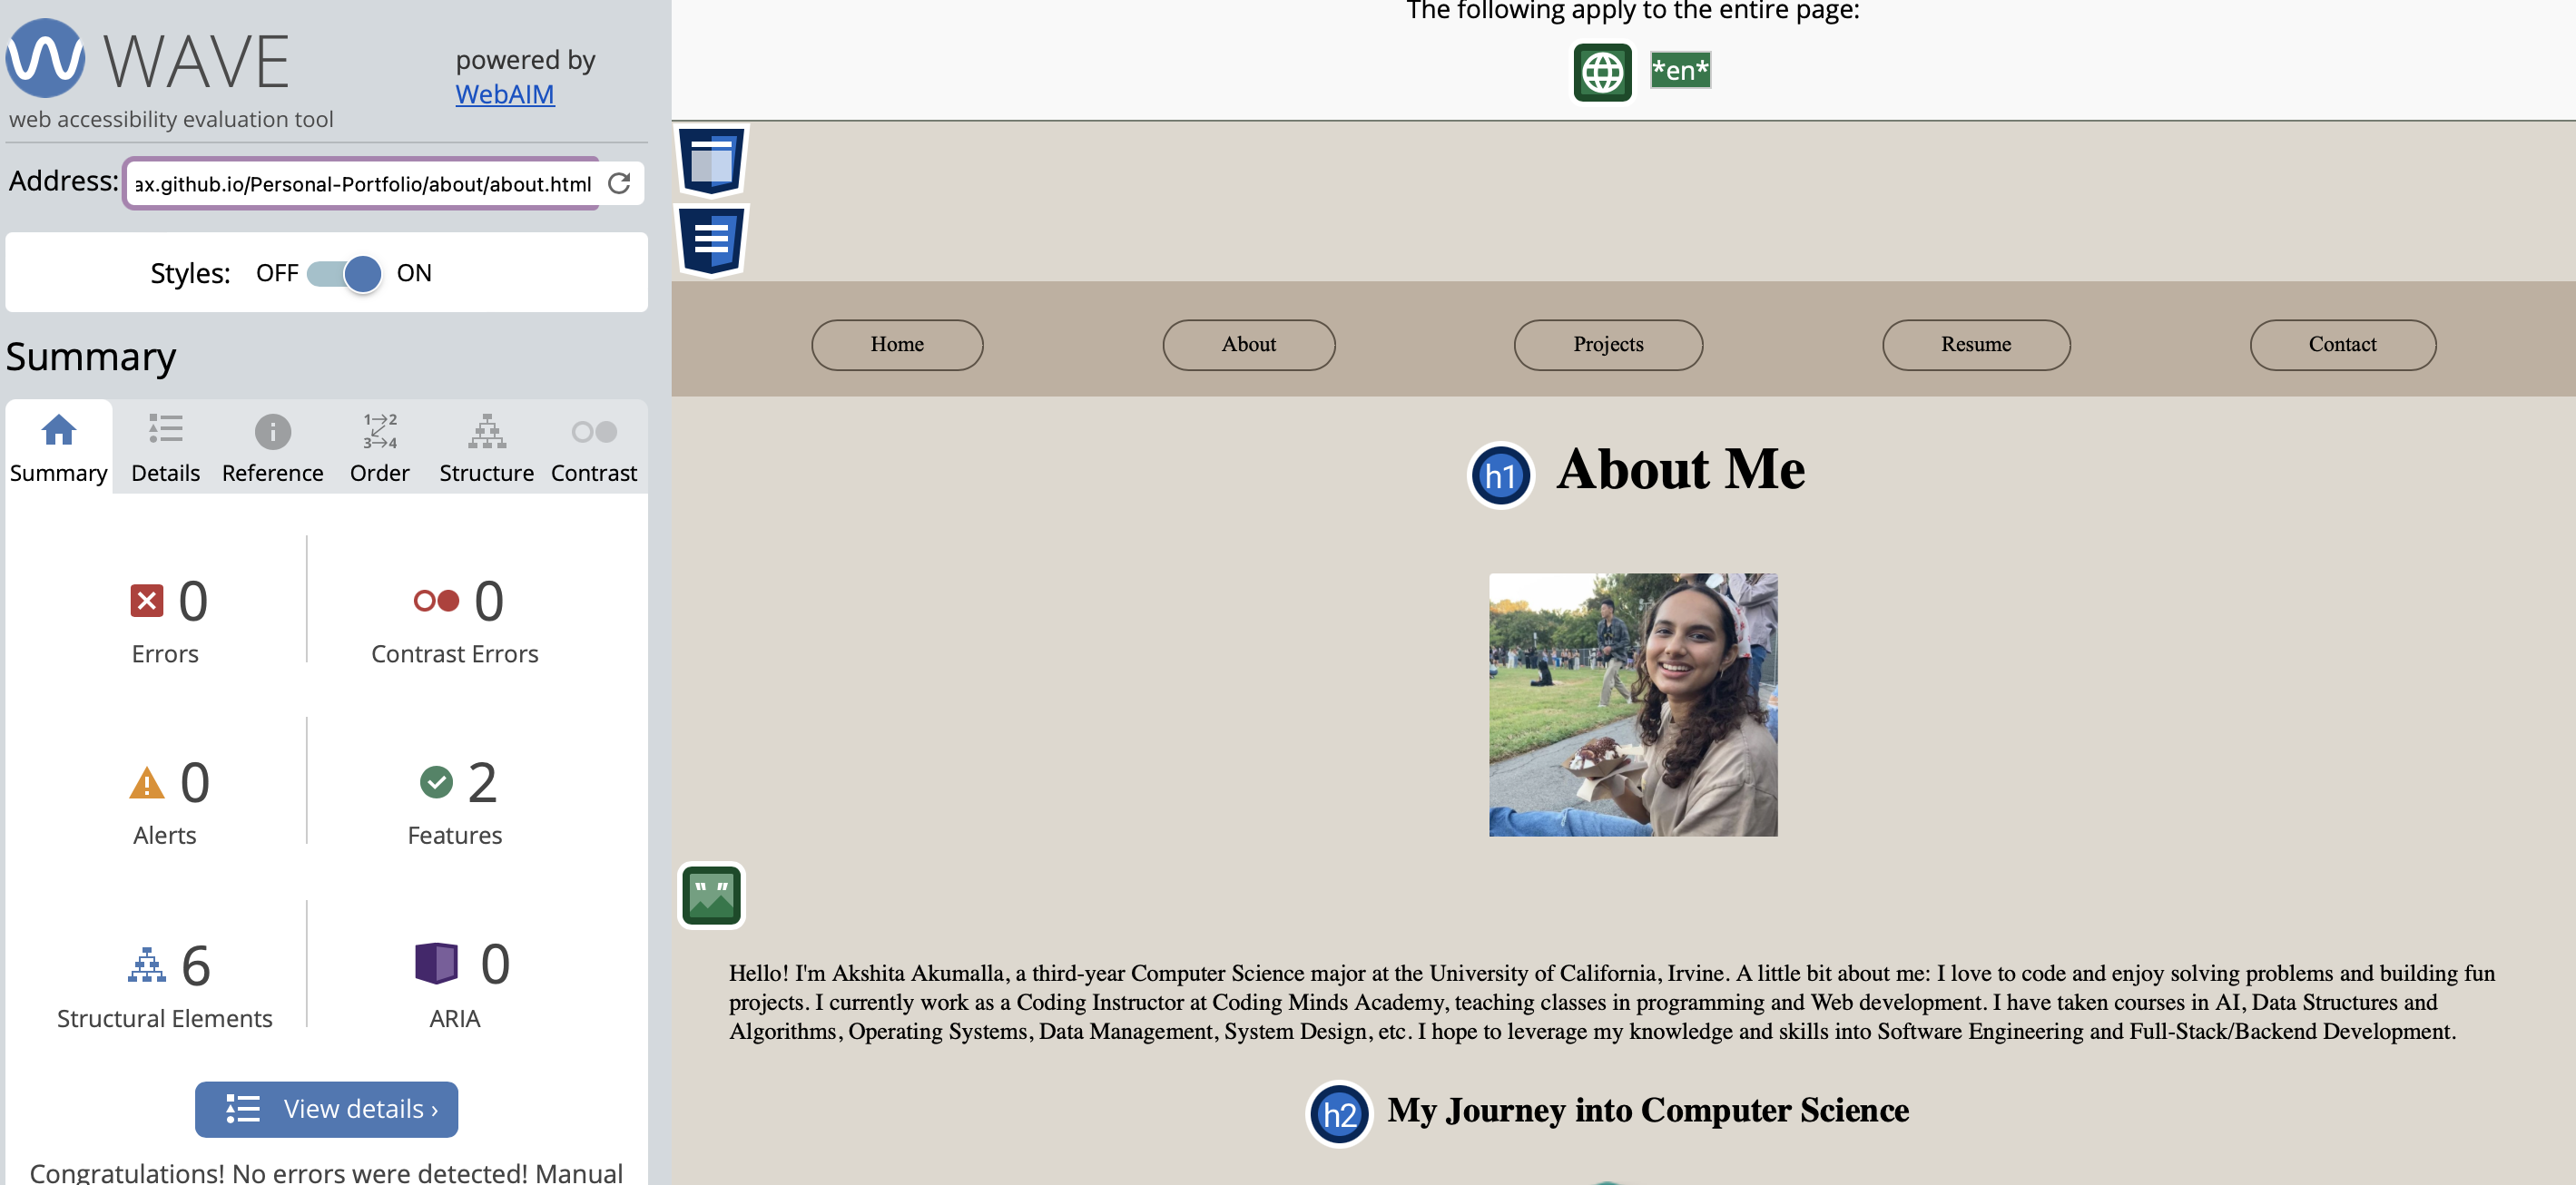 WAVE
powered by
WebAIM
web accessibility evaluation tool
Address: ax.github.io/Personal-Portfolio/about/about.html
Styles: OFF ON
Summary
1→2
3→4
Summary Details Reference Order Structure Contrast
0
Errors
0
Contrast Errors
0
Alerts
2
Features
6
Structural Elements
0
ARIA
View details ›
Congratulations! No errors were detected! Manual
The following apply to the entire page:
*en*
Home About Projects Resume Contact
h1 About Me
Hello! I'm Akshita Akumalla, a third-year Computer Science major at the University of California, Irvine. A little bit about me: I love to code and enjoy solving problems and building fun
projects. I currently work as a Coding Instructor at Coding Minds Academy, teaching classes in programming and Web development. I have taken courses in AI, Data Structures and
Algorithms, Operating Systems, Data Management, System Design, etc. I hope to leverage my knowledge and skills into Software Engineering and Full-Stack/Backend Development.
h2 My Journey into Computer Science